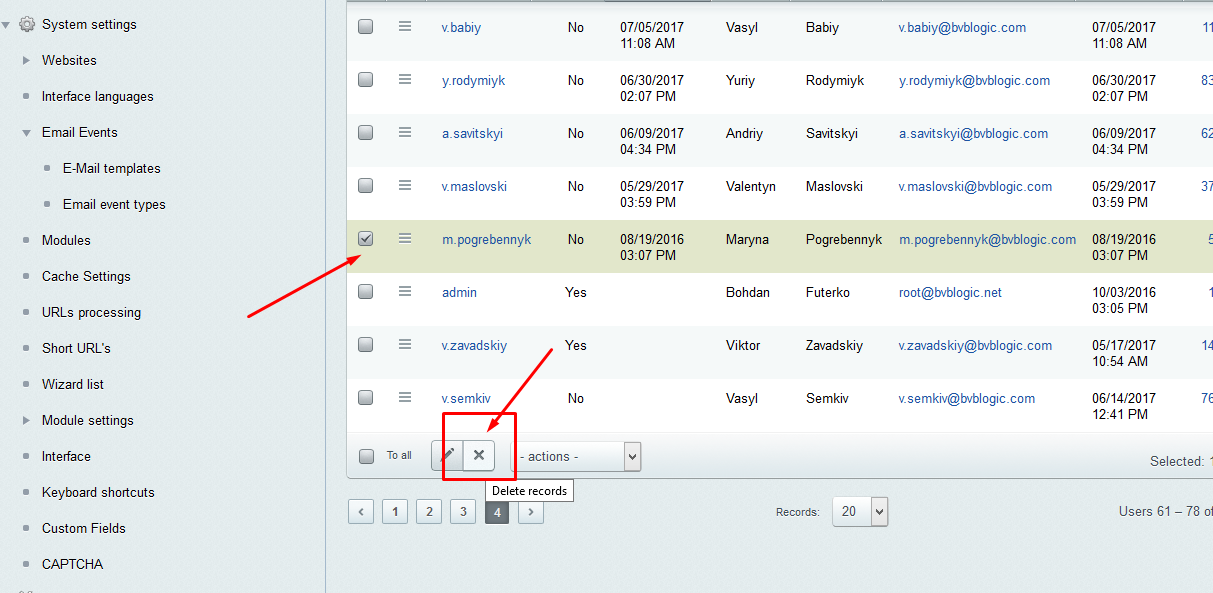 System settings
Websites
Interface languages
Email Events
E-Mail templates
Email event types
Modules
Cache Settings
URLs processing
Short URL's
Wizard list
Module settings
Interface
Keyboard shortcuts
Custom Fields
CAPTCHA
v.babiy No 07/05/2017 Vasyl Babiy v.babiy@bvblogic.com 07/05/2017
11:08 AM 11:08 AM
y.rodymiyk No 06/30/2017 Yuriy Rodymiyk y.rodymiyk@bvblogic.com 06/30/2017
02:07 PM 02:07 PM
a.savitskyi No 06/09/2017 Andriy Savitskyi a.savitskyi@bvblogic.com 06/09/2017
04:34 PM 04:34 PM
v.maslovski No 05/29/2017 Valentyn Maslovski v.maslovski@bvblogic.com 05/29/2017
03:59 PM 03:59 PM
m.pogrebennyk No 08/19/2016 Maryna Pogrebennyk m.pogrebennyk@bvblogic.com 08/19/2016
03:07 PM 03:07 PM
admin Yes Bohdan Futerko root@bvblogic.net 10/03/2016
03:05 PM
v.zavadskiy Yes Viktor Zavadskiy v.zavadskiy@bvblogic.com 05/17/2017
10:54 AM
v.semkiv No Vasyl Semkiv v.semkiv@bvblogic.com 06/14/2017
12:41 PM
To all - actions -
Selected:
Delete records
1 2 3 4 Records: 20 Users 61 – 78 of